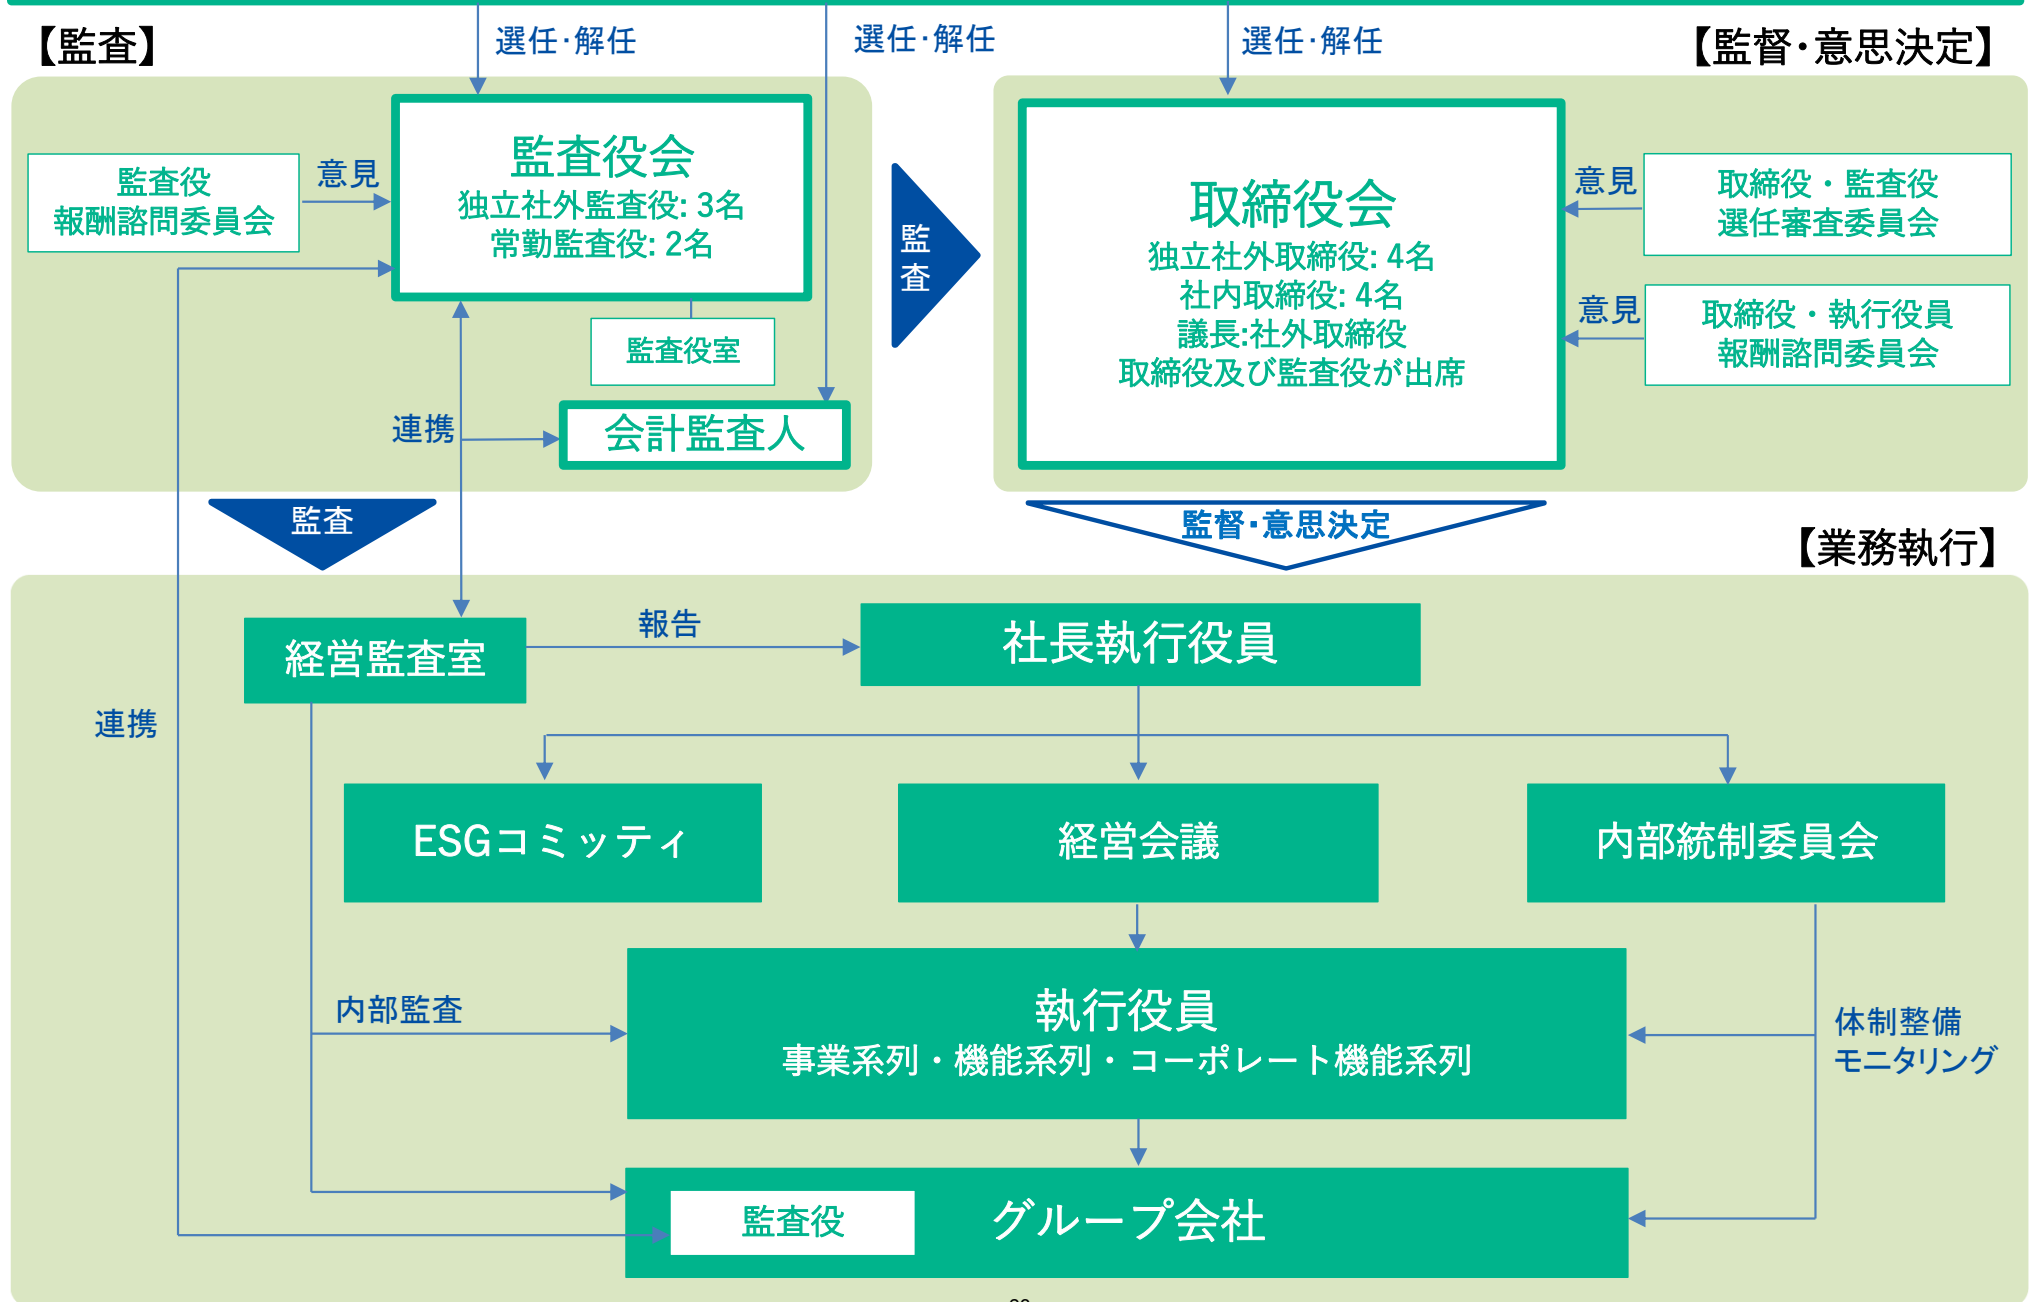 【監査】
選任・解任
選任・解任
選任・解任
【監督・意思決定】
監査役
報酬諮問委員会
意見
監査役会
独立社外監査役: 3名
常勤監査役: 2名
監査役室
会計監査人
連携
監査
取締役会
独立社外取締役: 4名
社内取締役: 4名
議長:社外取締役
取締役及び監査役が出席
意見
取締役・監査役
選任審査委員会
意見
取締役・執行役員
報酬諮問委員会
監査
監督・意思決定
【業務執行】
経営監査室
報告
社長執行役員
連携
ESGコミッティ
経営会議
内部統制委員会
内部監査
執行役員
事業系列・機能系列・コーポレート機能系列
体制整備
モニタリング
監査役
グループ会社